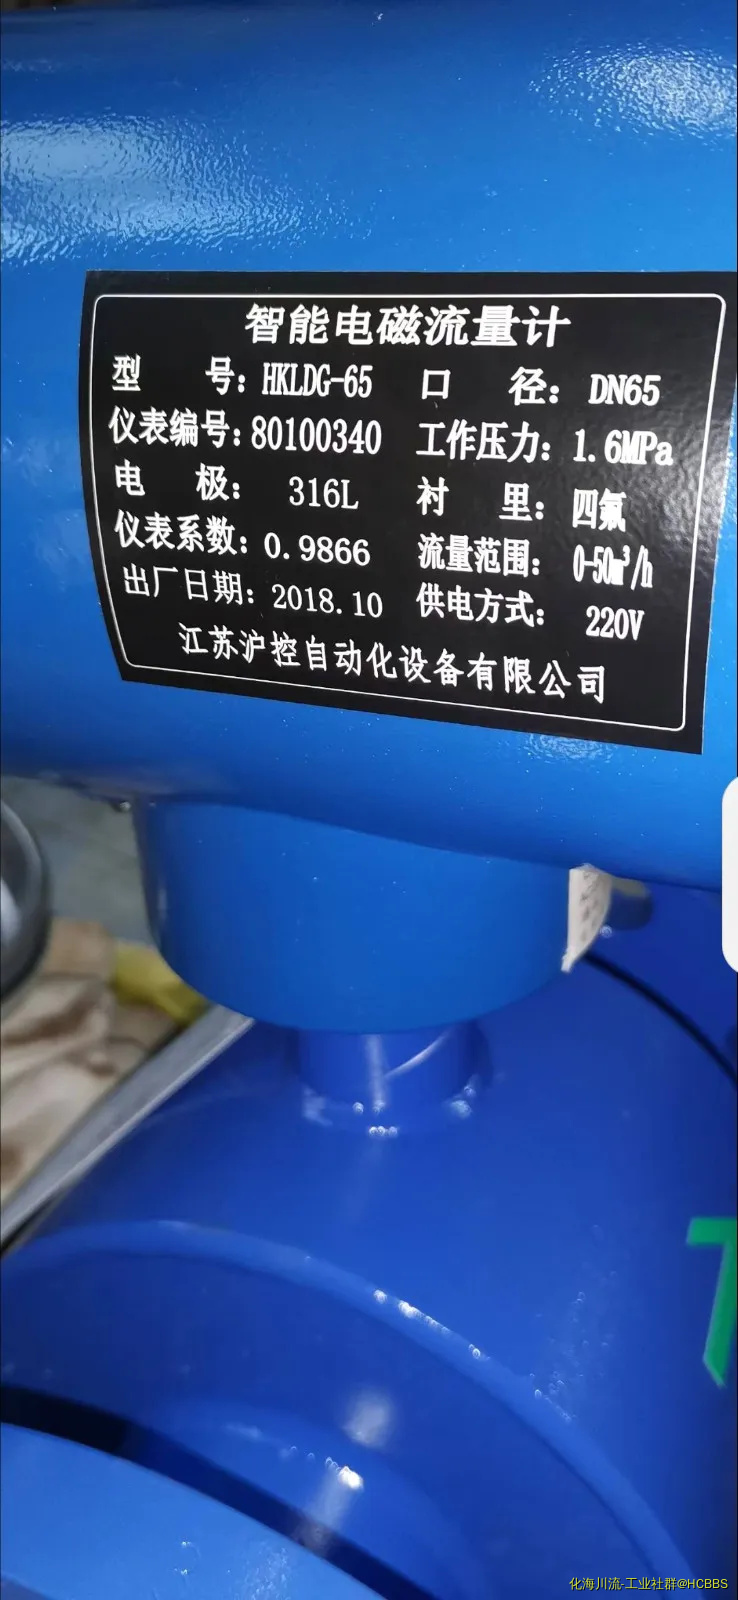 智能电磁流量计
型 号：HKLDG-65 口 径：DN65
仪表编号：80100340 工作压力：1.6MPa
电 极：316L 衬 里：四氟
仪表系数：0.9866 流量范围：0-50m³/h
出厂日期：2018.10 供电方式：220V
江苏沪控自动化设备有限公司
化海川流-工业社群@HCBBS